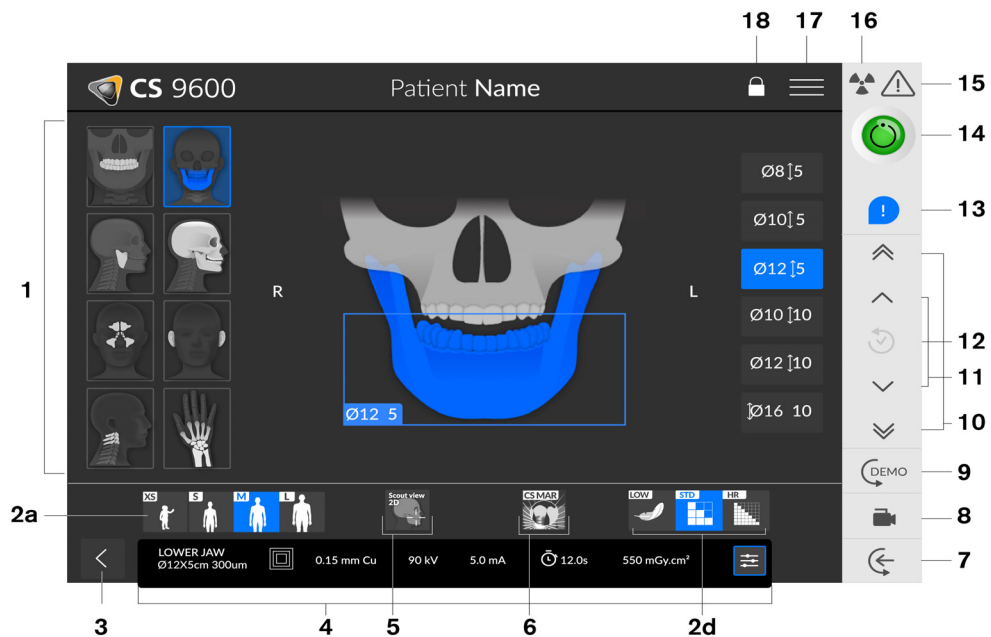 18 17 16
CS 9600
Patient Name
15
14
13
12
11
10
9
8
7
1
R
L
Ø8↕5
Ø10↕5
Ø12↕5
Ø10↕10
Ø12↕10
↕Ø16 10
Ø12 5
DEMO
2a
XS S M L
Scout view
2D
CS MAR
LOW STD HR
LOWER JAW
Ø12X5cm 300um
0.15 mm Cu 90 kV 5.0 mA 12.0s 550 mGy.cm²
3 4 5 6 2d